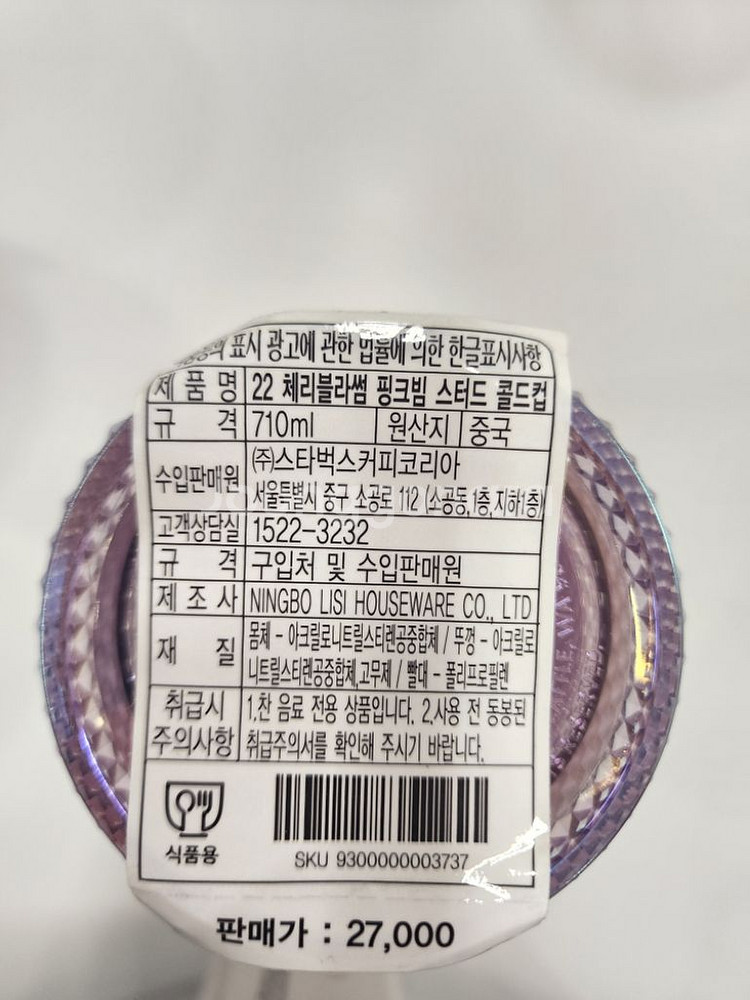 표시 광고에 관한 법률에 의한 한글표시사항
제 품 명 22 체리블라썸 핑크빔 스터드 콜드컵
규 격 710ml 원산지 중국
수입판매원 ㈜스타벅스커피코리아
서울특별시 중구 소공로 112 (소공동,1층,지하1층)
고객상담실 1522-3232
규 격 구입처 및 수입판매원
제 조 사 NINGBO LISI HOUSEWARE CO., LTD
재 질 몸체 - 아크릴로니트릴스티렌공중합체 / 뚜껑 - 아크릴로
니트릴스티렌공중합체,고무제 / 빨대 - 폴리프로필렌
취급시 주의사항 1.찬 음료 전용 상품입니다. 2.사용 전 동봉된
취급주의서를 확인해 주시기 바랍니다.
식품용
SKU 9300000003737
판매가 : 27,000